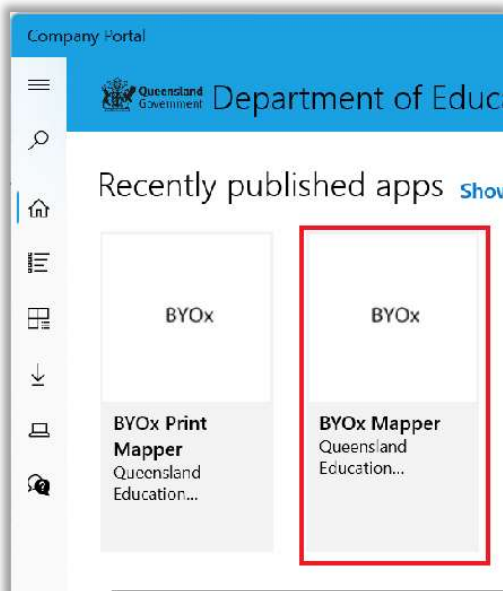 Company Portal
Queensland
Government
Department of Educ
Recently published apps Show
BYOx
BYOx
BYOx Print
Mapper
Queensland
Education...
BYOx Mapper
Queensland
Education...